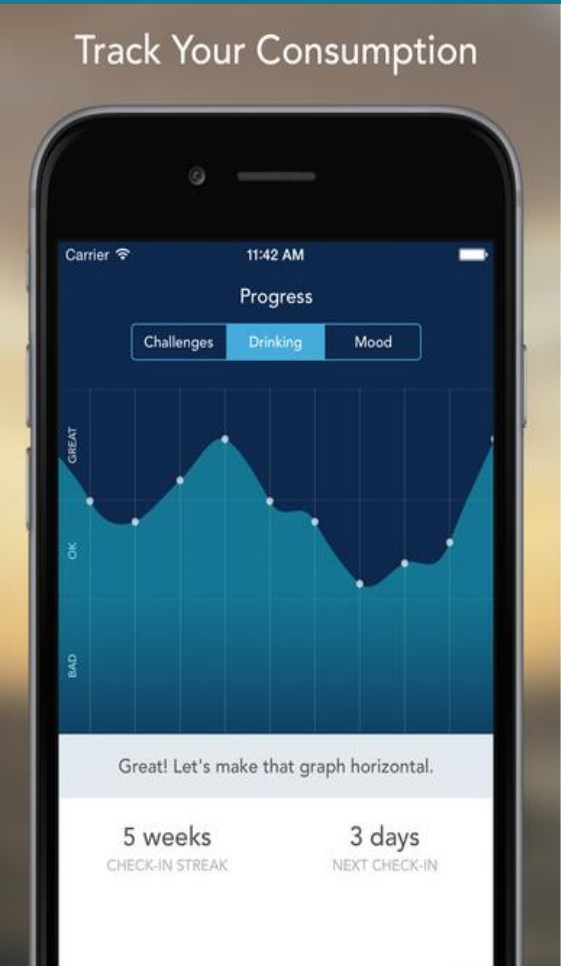 Track Your Consumption
Carrier
11:42 AM
Progress
Challenges Drinking Mood
GREAT
OK
BAD
Great! Let's make that graph horizontal.
5 weeks 3 days
CHECK-IN STREAK NEXT CHECK-IN